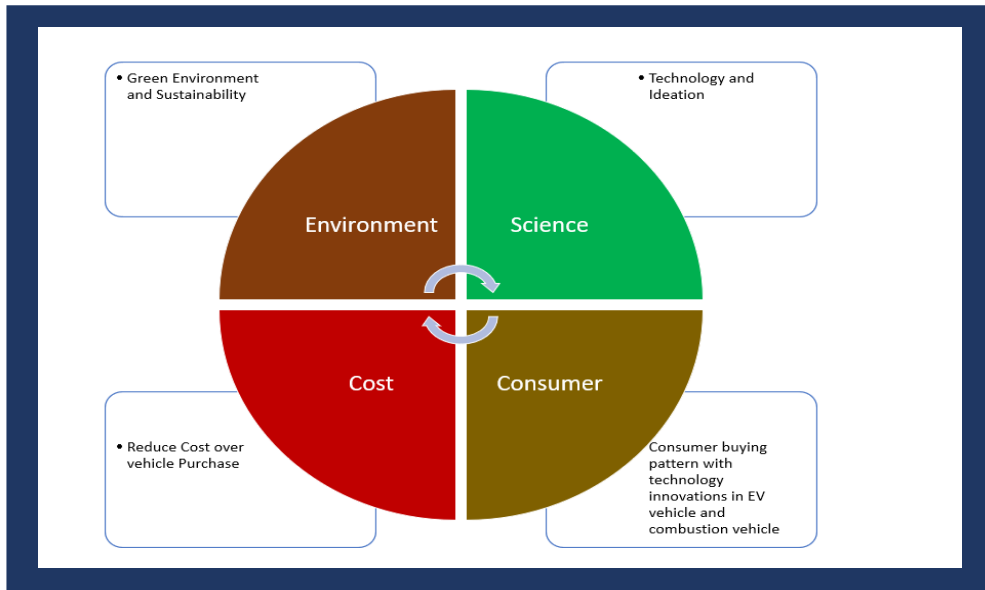 • Green Environment
and Sustainability
• Technology and
Ideation
Environment
Science
Cost
Consumer
• Reduce Cost over
vehicle Purchase
Consumer buying
pattern with
technology
innovations in EV
vehicle and
combustion vehicle